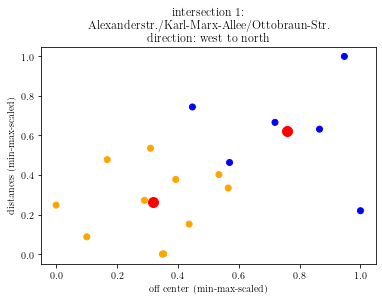 intersection 1:
Alexanderstr./Karl-Marx-Allee/Ottobraun-Str.
direction: west to north
distances (min-max-scaled)
1.0
0.8
0.6
0.4
0.2
0.0
0.0 0.2 0.4 0.6 0.8 1.0
off center (min-max-scaled)